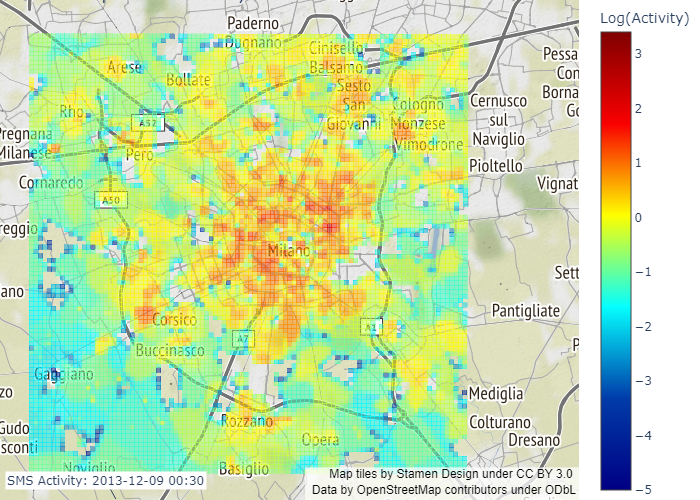 Log(Activity)
Paderno
Dugnano
Cinisello
Balsamo
Arese
Bollate
Sesto
San
Giovanni
Rho
A52
Cologno
Monzese
Vimodrone
Cernusco
sul
Naviglio
Pessa
Con
Borna
Go
Pregnana
Milanese
Pero
Pioltello
Cornaredo
A50
Vignat
reggio
Milano
Sett
ano
Pantigliate
Corsico
A1
A7
Buccinasco
P
Gaggiano
Mediglia
zo
Rozzano
Colturano
Gudo
sconti
Opera
Dresano
Noviglio
Basiglio
3
2
1
0
−1
−2
−3
−4
−5
SMS Activity: 2013-12-09 00:30
Map tiles by Stamen Design under CC BY 3.0
Data by OpenStreetMap contributors under ODbL